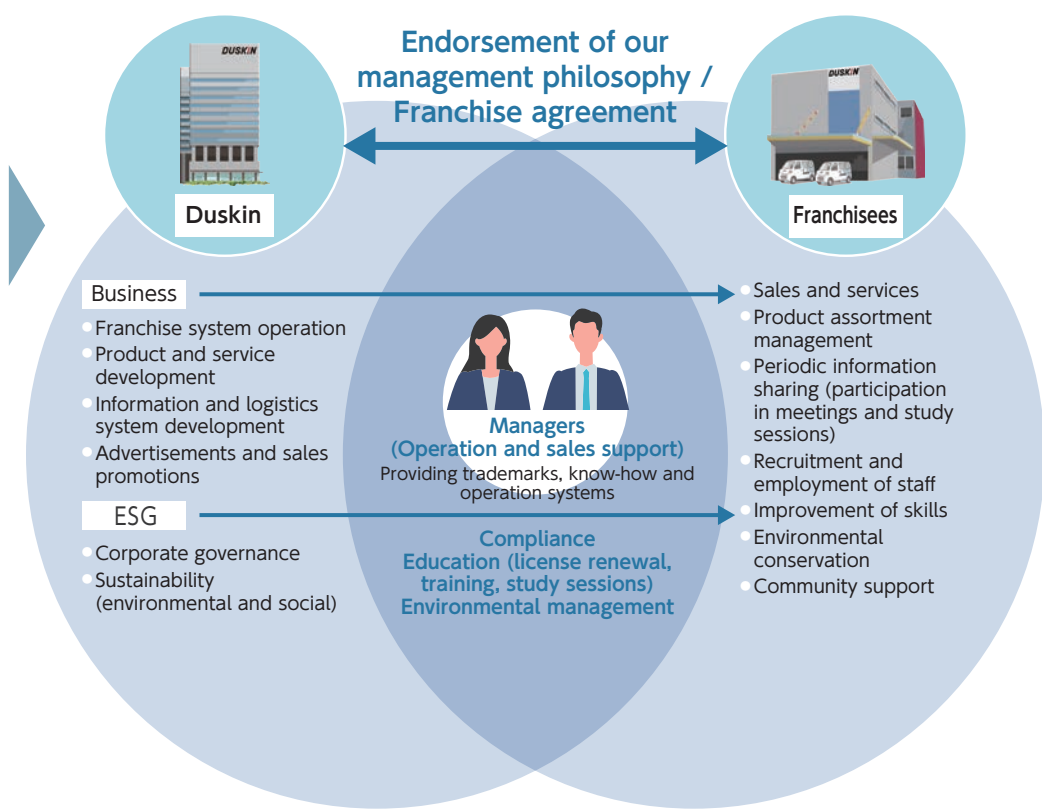 Endorsement of our
management philosophy /
Franchise agreement
DUSKIN
Duskin
DUSKIN
Franchisees
Business
Franchise system operation
Product and service
development
Information and logistics
system development
Advertisements and sales
promotions
ESG
Corporate governance
Sustainability
(environmental and social)
Managers
(Operation and sales support)
Providing trademarks, know-how and
operation systems
Compliance
Education (license renewal,
training, study sessions)
Environmental management
Sales and services
Product assortment
management
Periodic information
sharing (participation
in meetings and study
sessions)
Recruitment and
employment of staff
Improvement of skills
Environmental
conservation
Community support